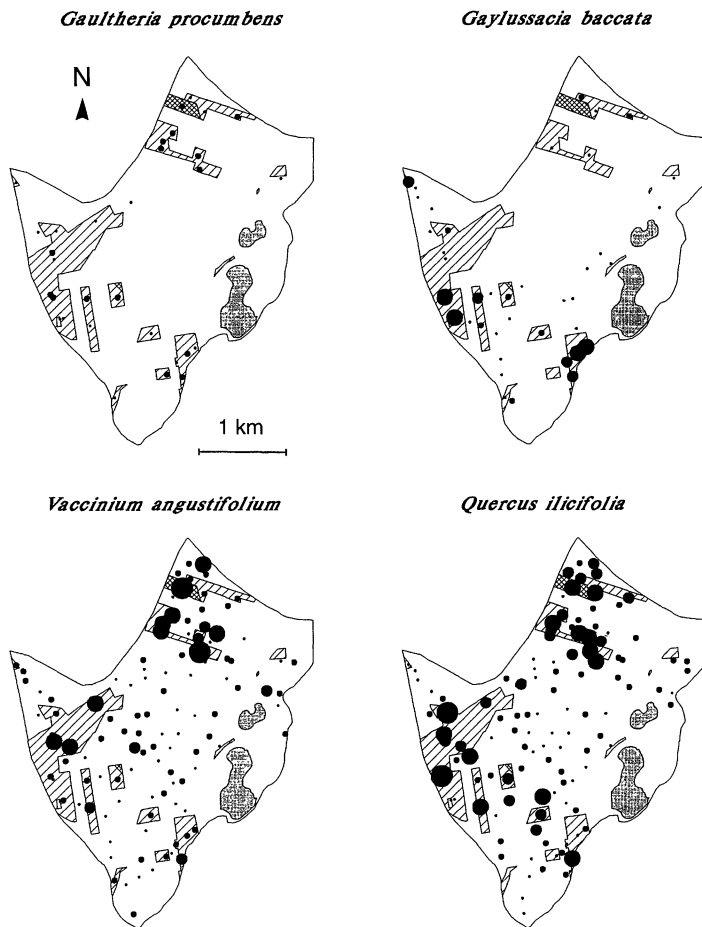 Gaultheria procumbens
Gaylussacia baccata
N
1 km
Vaccinium angustifolium
Quercus ilicifolia